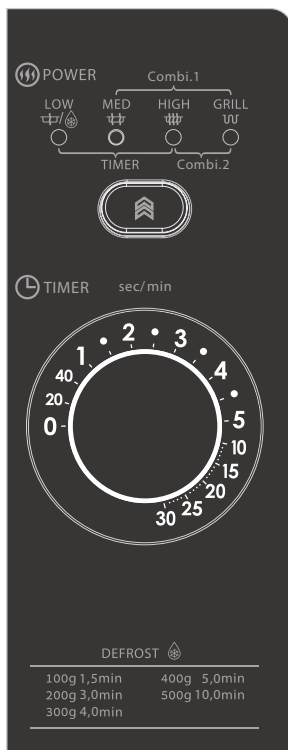 POWER
Combi.1
LOW MED HIGH GRILL
TIMER Combi.2
TIMER sec/min
0 20 40 1 2 3 4 5 10 15 20 25 30
DEFROST
100g 1,5min 400g 5,0min
200g 3,0min 500g 10,0min
300g 4,0min